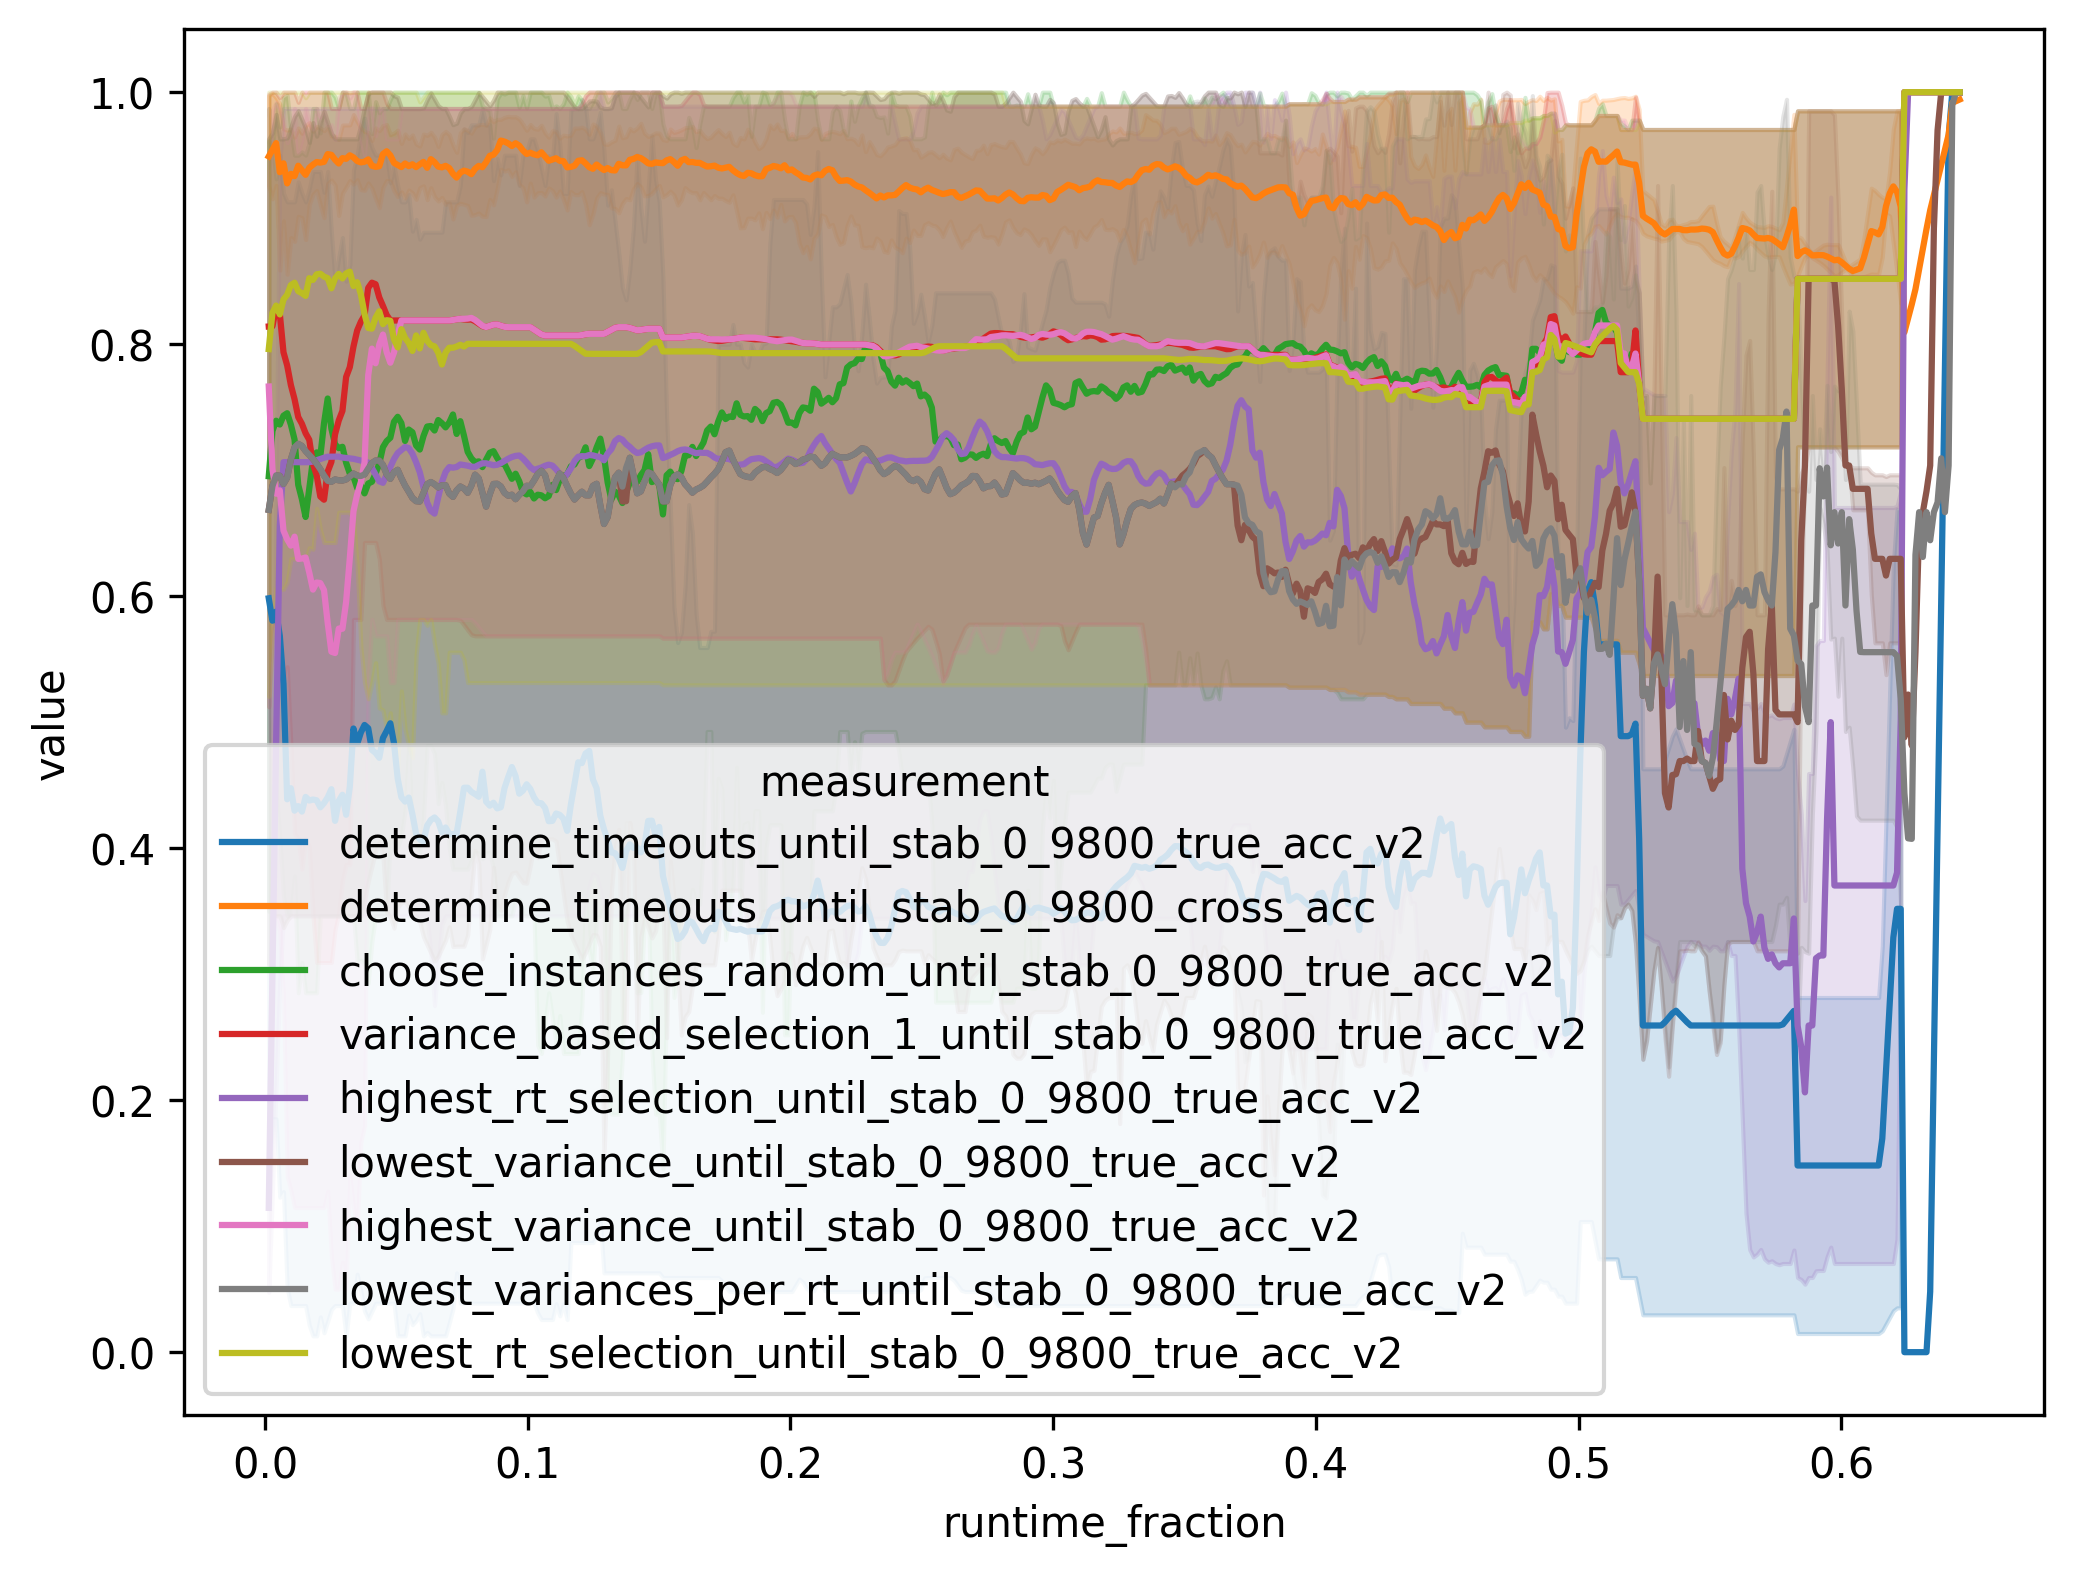 1.0
0.8
0.6
0.4
0.2
0.0
value
measurement
determine_timeouts_until_stab_0_9800_true_acc_v2
determine_timeouts_until_stab_0_9800_cross_acc
choose_instances_random_until_stab_0_9800_true_acc_v2
variance_based_selection_1_until_stab_0_9800_true_acc_v2
highest_rt_selection_until_stab_0_9800_true_acc_v2
lowest_variance_until_stab_0_9800_true_acc_v2
highest_variance_until_stab_0_9800_true_acc_v2
lowest_variances_per_rt_until_stab_0_9800_true_acc_v2
lowest_rt_selection_until_stab_0_9800_true_acc_v2
0.0 0.1 0.2 0.3 0.4 0.5 0.6
runtime_fraction